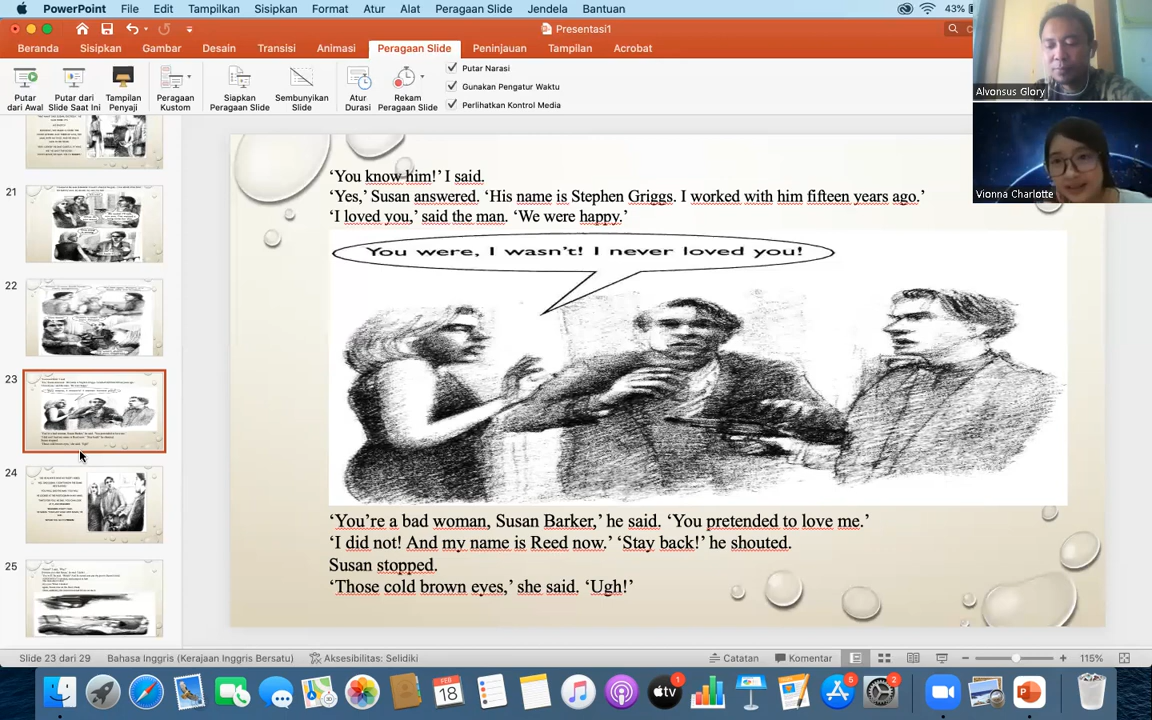 PowerPoint File Edit Tampilkan Sisipkan Format Atur Alat Peragaan Slide Jendela Bantuan 43%
Presentasi1
Beranda Sisipkan Gambar Desain Transisi Animasi Peragaan Slide Peninjauan Tampilan Acrobat
Putar dari Awal
Putar dari Slide Saat Ini
Tampilan Penyaji
Peragaan Kustom
Siapkan Peragaan Slide
Sembunyikan Slide
Atur Durasi
Rekam Peragaan Slide
Putar Narasi
Gunakan Pengatur Waktu
Perlihatkan Kontrol Media
Alvonsus Glory
Vionna Charlotte
21
22
23
24
25
‘You know him!’ I said.
‘Yes,’ Susan answered. ‘His name is Stephen Griggs. I worked with him fifteen years ago.’
‘I loved you,’ said the man. ‘We were happy.’
You were, I wasn't! I never loved you!
‘You’re a bad woman, Susan Barker,’ he said. ‘You pretended to love me.’
‘I did not! And my name is Reed now.’ ‘Stay back!’ he shouted.
Susan stopped.
‘Those cold brown eyes,’ she said. ‘Ugh!’
Slide 23 dari 29 Bahasa Inggris (Kerajaan Inggris Bersatu) Aksesibilitas: Selidiki Catatan Komentar 115%
FEB
18
tv
1
5
2